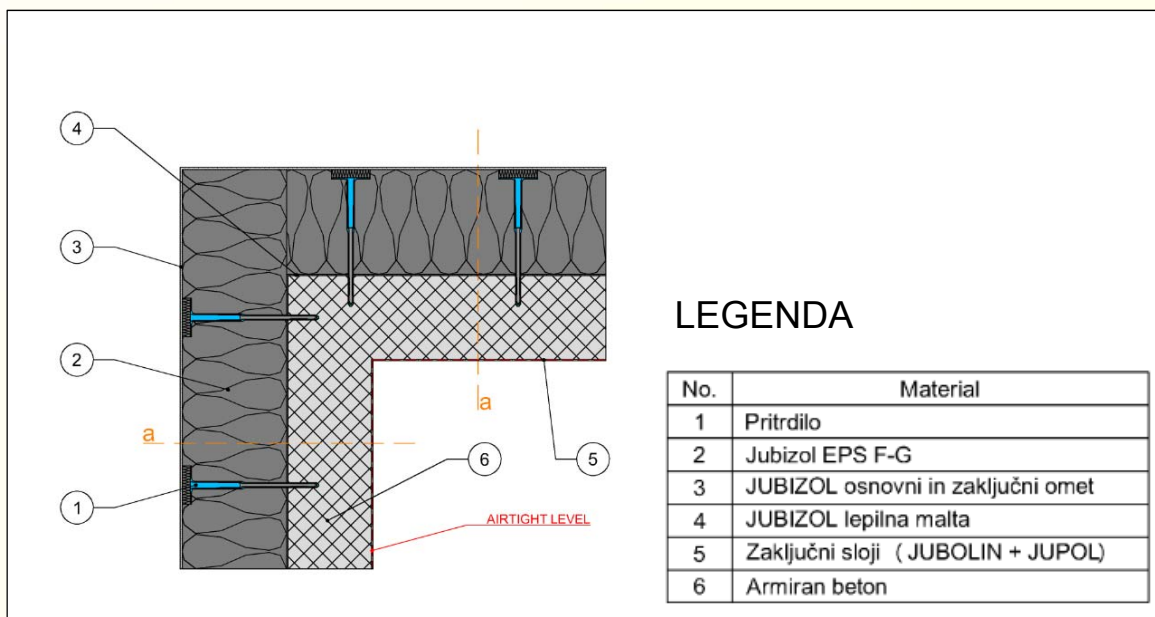 4
3
2
a
a
6
5
1
AIRTIGHT LEVEL
LEGENDA
No. Material
1 Pritrdilo
2 Jubizol EPS F-G
3 JUBIZOL osnovni in zaključni omet
4 JUBIZOL lepilna malta
5 Zaključni sloji ( JUBOLIN + JUPOL)
6 Armiran beton